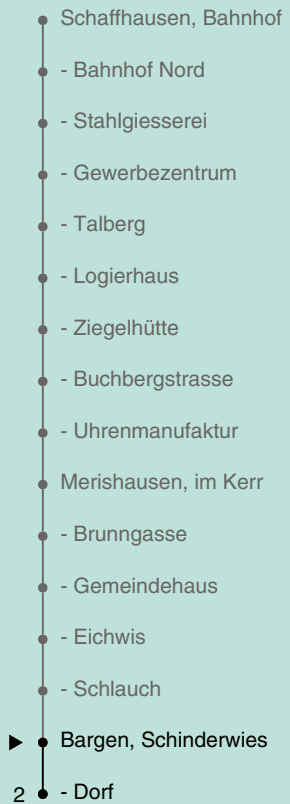 Schaffhausen, Bahnhof
- Bahnhof Nord
- Stahlgiesserei
- Gewerbezentrum
- Talberg
- Logierhaus
- Ziegelhütte
- Buchbergstrasse
- Uhrenmanufaktur
Merishausen, im Kerr
- Brunngasse
- Gemeindehaus
- Eichwis
- Schlauch
Bargen, Schinderwies
2 - Dorf